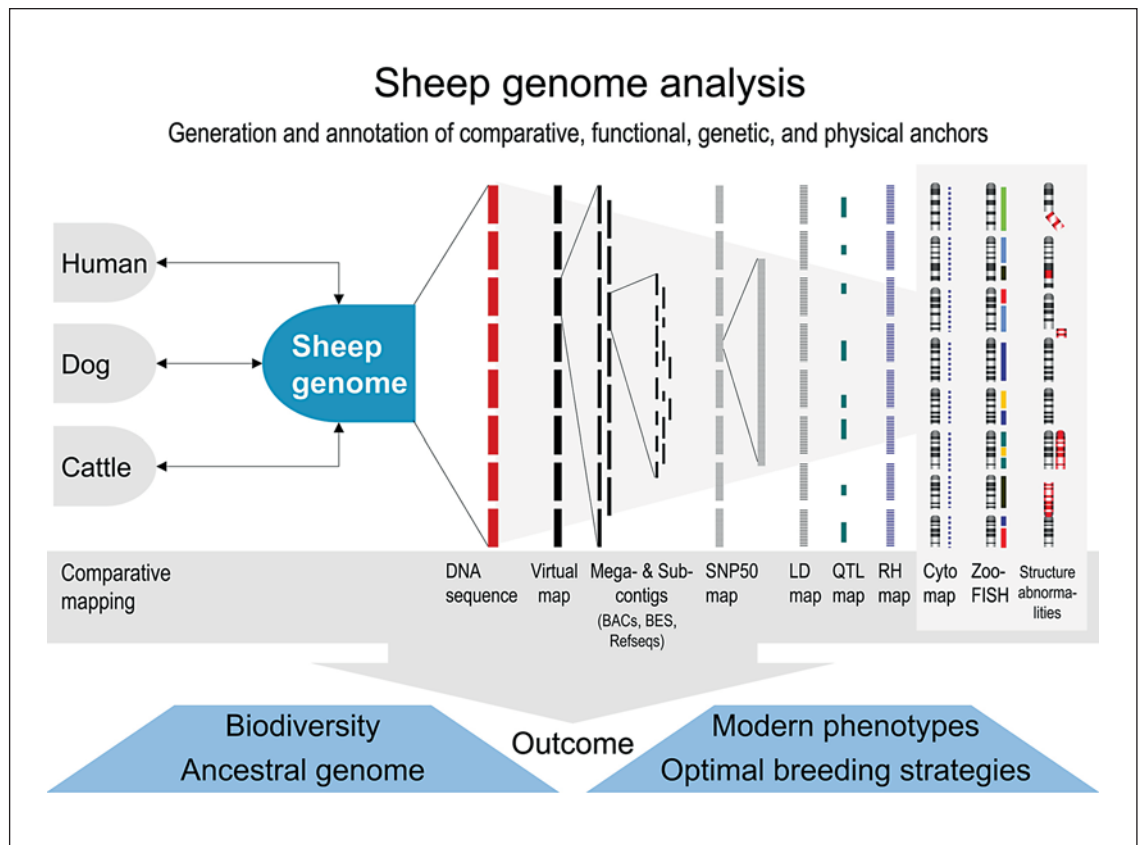 Sheep genome analysis
Generation and annotation of comparative, functional, genetic, and physical anchors
Human
Dog
Cattle
Sheep
genome
Comparative
mapping
DNA
sequence
Virtual
map
Mega- & Sub-
contigs
(BACs, BES,
Refseqs)
SNP50
map
LD
map
QTL
map
RH
map
Cyto
map
Zoo-
FISH
Structure
abnorma-
lities
Biodiversity
Ancestral genome
Outcome
Modern phenotypes
Optimal breeding strategies